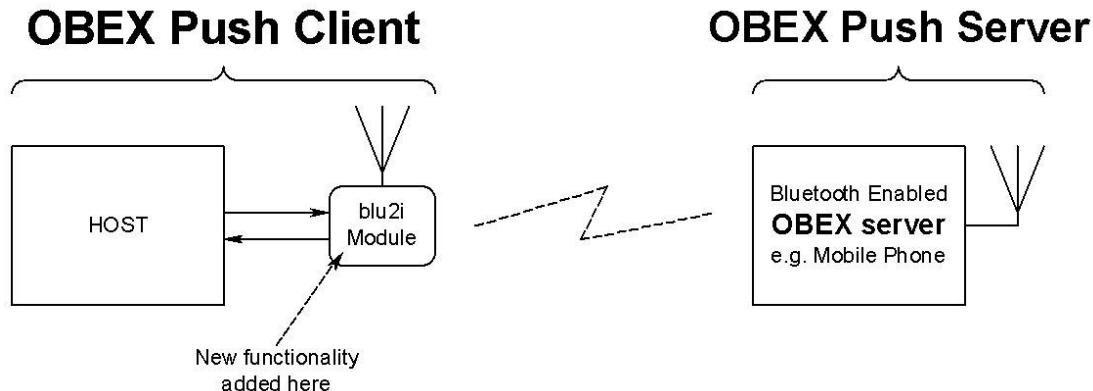 OBEX Push Client
OBEX Push Server
HOST
blu2i
Module
Bluetooth Enabled
OBEX server
e.g. Mobile Phone
New functionality
added here